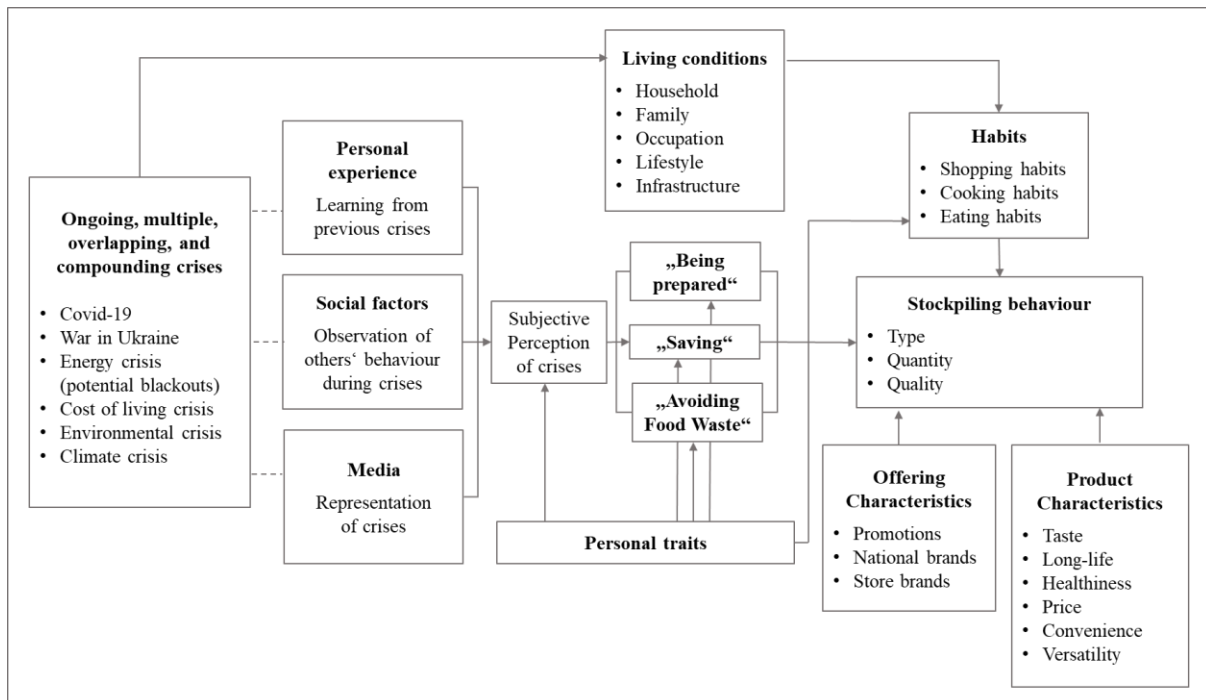 Living conditions
• Household
• Family
• Occupation
• Lifestyle
• Infrastructure
Habits
• Shopping habits
• Cooking habits
• Eating habits
Personal
experience
Learning from
previous crises
Ongoing, multiple,
overlapping, and
compounding crises
• Covid-19
• War in Ukraine
• Energy crisis
(potential blackouts)
• Cost of living crisis
• Environmental crisis
• Climate crisis
Social factors
Observation of
others‘ behaviour
during crises
Media
Representation
of crises
Subjective
Perception
of crises
„Being
prepared“
„Saving“
„Avoiding
Food Waste“
Personal traits
Stockpiling behaviour
• Type
• Quantity
• Quality
Offering
Characteristics
• Promotions
• National brands
• Store brands
Product
Characteristics
• Taste
• Long-life
• Healthiness
• Price
• Convenience
• Versatility